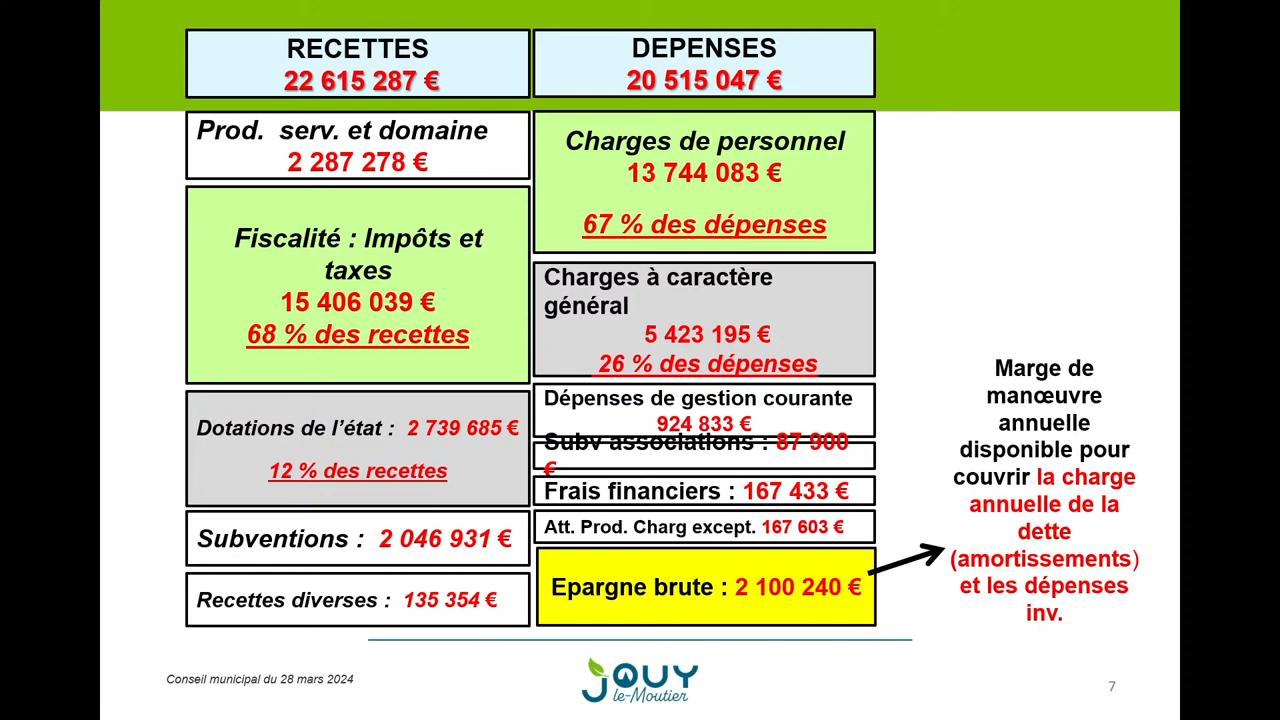 RECETTES
22 615 287 €
Prod. serv. et domaine
2 287 278 €
Fiscalité : Impôts et
taxes
15 406 039 €
68 % des recettes
Dotations de l’état : 2 739 685 €
12 % des recettes
Subventions : 2 046 931 €
Recettes diverses : 135 354 €
DEPENSES
20 515 047 €
Charges de personnel
13 744 083 €
67 % des dépenses
Charges à caractère
général
5 423 195 €
26 % des dépenses
Dépenses de gestion courante
924 833 €
Subv associations : 87 900
€
Frais financiers : 167 433 €
Att. Prod. Charg except. 167 603 €
Epargne brute : 2 100 240 €
Marge de
manœuvre
annuelle
disponible pour
couvrir la charge
annuelle de la
dette
(amortissements)
et les dépenses
inv.
Conseil municipal du 28 mars 2024
JOUY
le-Moutier
7